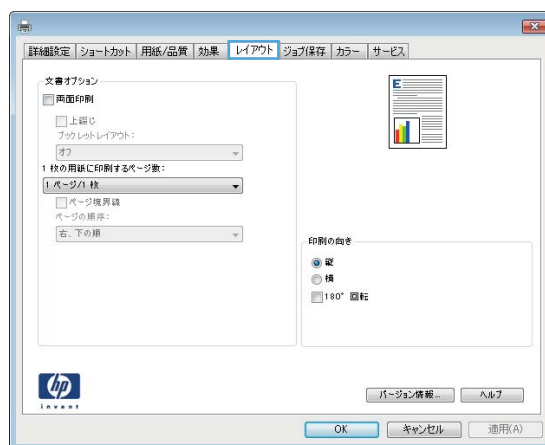 詳細設定 ショートカット 用紙/品質 効果 レイアウト ジョブ保存 カラー サービス
文書オプション
両面印刷
上綴じ
ブックレットレイアウト:
オフ
1 枚の用紙に印刷するページ数:
1 ページ/1 枚
ページ境界線
ページの順序:
右、下の順
E
印刷の向き
縦
横
180° 回転
hp
invent
バージョン情報... ヘルプ
OK キャンセル 適用(A)